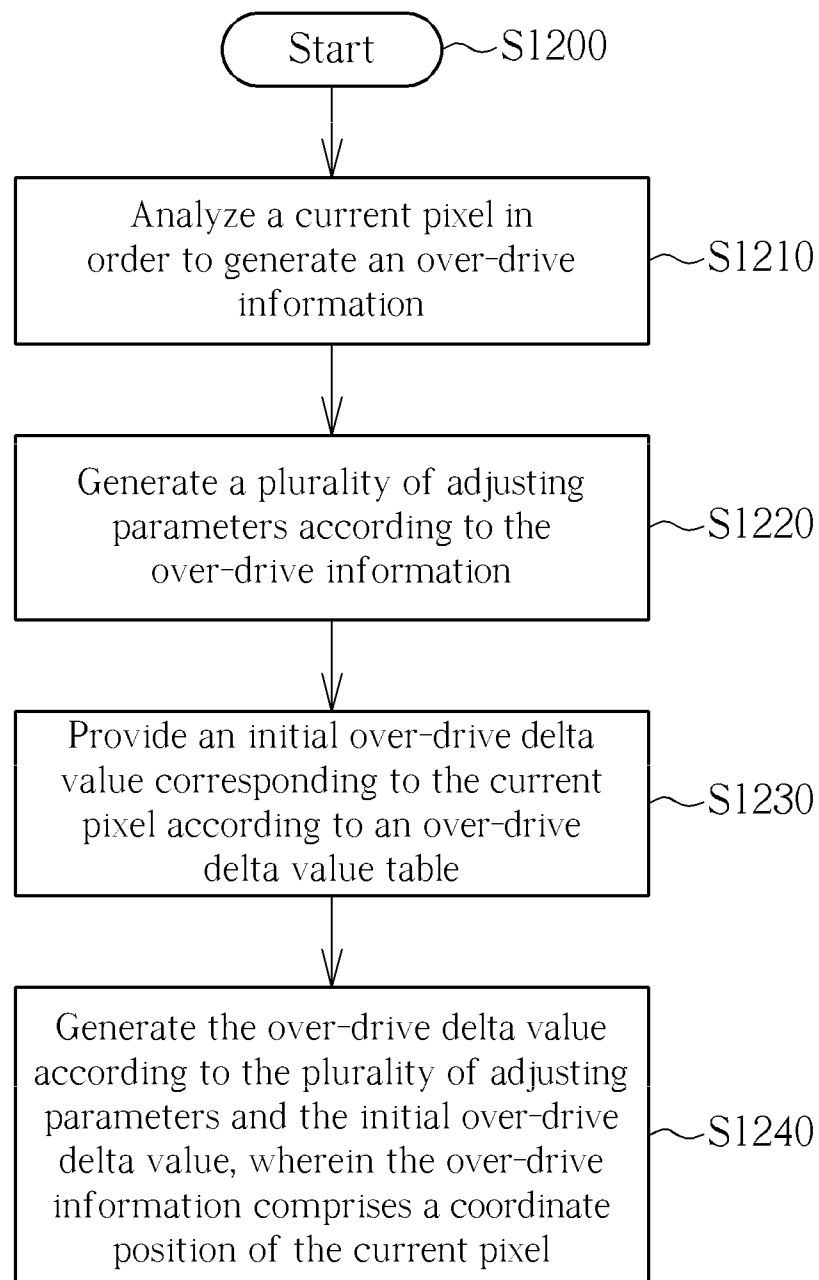 Start
S1200
Analyze a current pixel in
order to generate an over-drive
information
S1210
Generate a plurality of adjusting
parameters according to the
over-drive information
S1220
Provide an initial over-drive delta
value corresponding to the current
pixel according to an over-drive
delta value table
S1230
Generate the over-drive delta value
according to the plurality of adjusting
parameters and the initial over-drive
delta value, wherein the over-drive
information comprises a coordinate
position of the current pixel
S1240